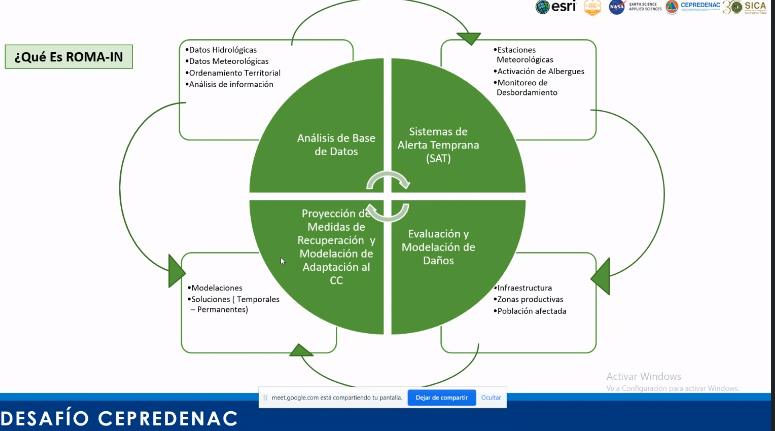 esri
NASA
EARTH SCIENCE
APPLIED SCIENCES
CEPREDENAC
SICA
¿Qué Es ROMA-IN
•Datos Hidrológicas
•Datos Meteorológicas
•Ordenamiento Territorial
•Análisis de información
•Estaciones
Meteorológicas
•Activación de Albergues
•Monitoreo de
Desbordamiento
Análisis de Base
de Datos
Sistemas de
Alerta Temprana
(SAT)
Proyección de
Medidas de
Recuperación y
Modelación de
Adaptación al
CC
Evaluación y
Modelación de
Daños
•Modelaciones
•Soluciones ( Temporales
– Permanentes)
•Infraestructura
•Zonas productivas
•Población afectada
Activar Windows
Ve a Configuración para activar Windows.
meet.google.com está compartiendo tu pantalla.
Dejar de compartir
Ocultar
DESAFÍO CEPREDENAC